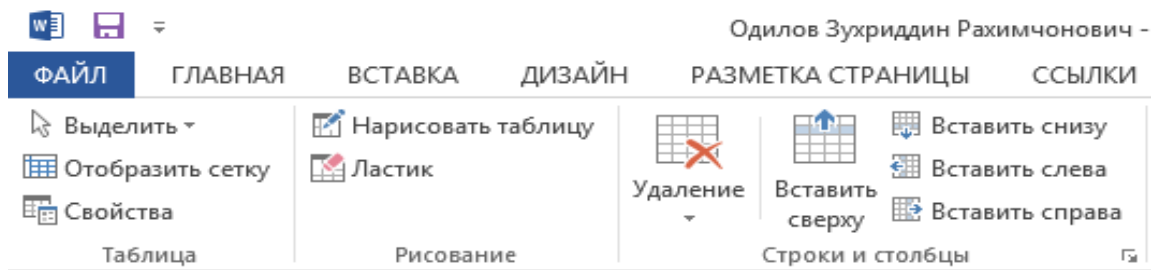 Одилов Зухриддин Рахимчонович -
ФАЙЛ ГЛАВНАЯ ВСТАВКА ДИЗАЙН РАЗМЕТКА СТРАНИЦЫ ССЫЛКИ
Выделить
Отобразить сетку
Свойства
Таблица
Нарисовать таблицу
Ластик
Рисование
Удаление
Вставить
сверху
Вставить снизу
Вставить слева
Вставить справа
Строки и столбцы